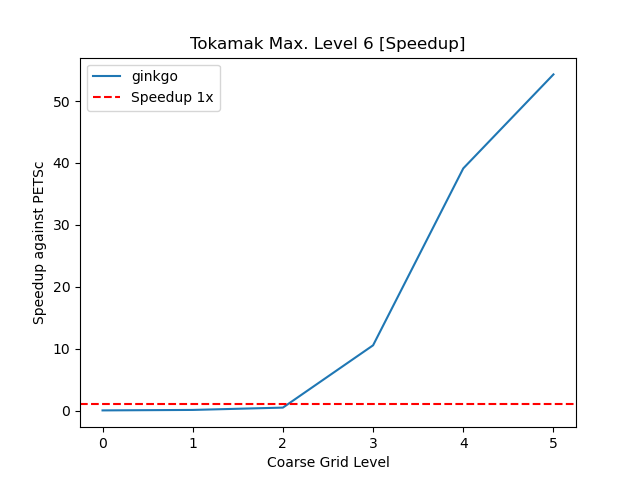 Tokamak Max. Level 6 [Speedup]
ginkgo
Speedup 1x
Speedup against PETSc
50
40
30
20
10
0
0 1 2 3 4 5
Coarse Grid Level